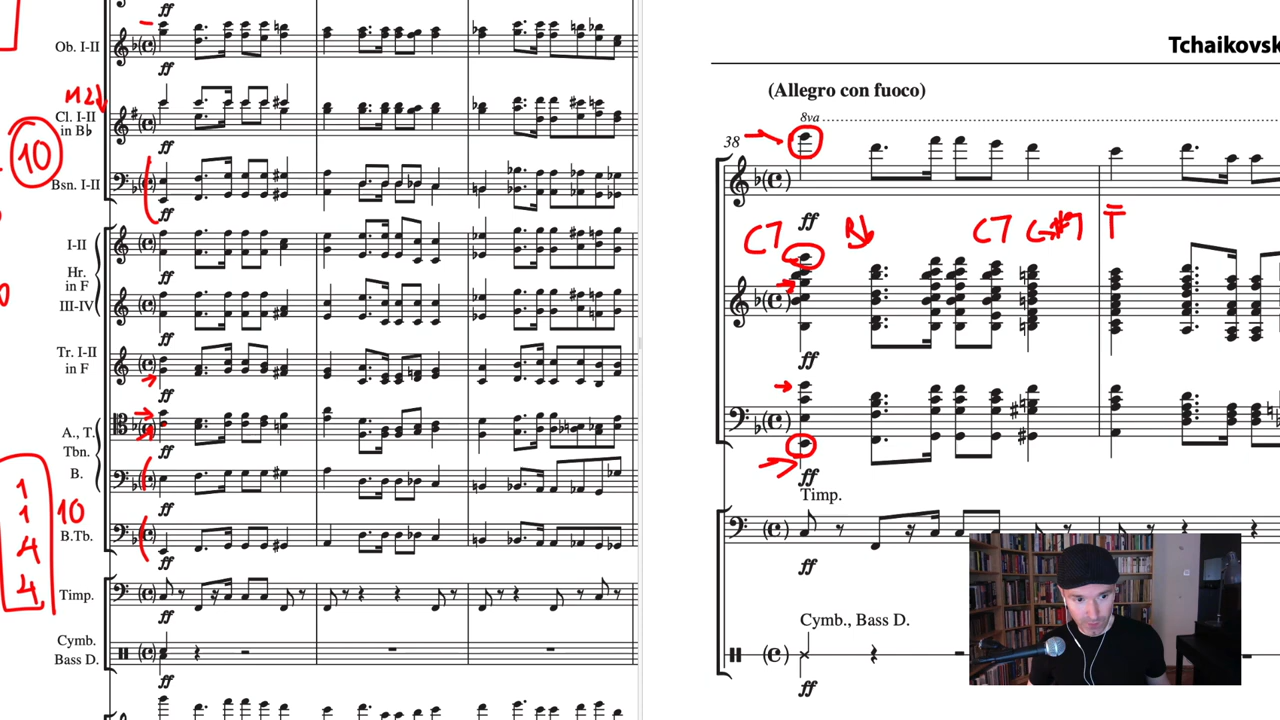 ff
Ob. I-II
ff
M2↓
Cl. I-II
in B♭
ff
10
Bsn. I-II
ff
I-II
Hr.
in F
III-IV
ff
Tr. I-II
in F
ff
A., T.
Tbn.
B.
ff
1
1
4
4
10
B.Tb.
ff
Timp.
ff
Cymb.
Bass D.
ff
Tchaikovsk
(Allegro con fuoco)
8va
38
ff
C7 B♭ C7 G#7
ff
ff
Timp.
ff
Cymb., Bass D.
ff